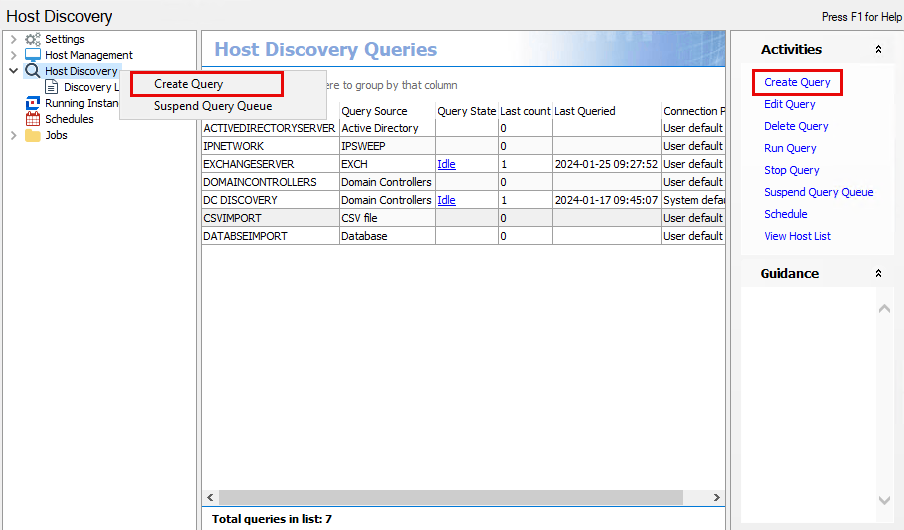 Host Discovery
Press F1 for Help
Settings
Host Management
Host Discovery
Discovery L
Running Instan
Schedules
Jobs
Create Query
Suspend Query Queue
Host Discovery Queries
ere to group by that column
Query Source Query State Last count Last Queried Connection P
ACTIVEDIRECTORYSERVER Active Directory 0 User default
IPNETWORK IPSWEEP 0 User default
EXCHANGESERVER EXCH Idle 1 2024-01-25 09:27:52 User default
DOMAINCONTROLLERS Domain Controllers 0 User default
DC DISCOVERY Domain Controllers Idle 1 2024-01-17 09:45:07 System defau
CSVIMPORT CSV file 0 User default
DATABSEIMPORT Database 0 User default
Total queries in list: 7
Activities
Create Query
Edit Query
Delete Query
Run Query
Stop Query
Suspend Query Queue
Schedule
View Host List
Guidance